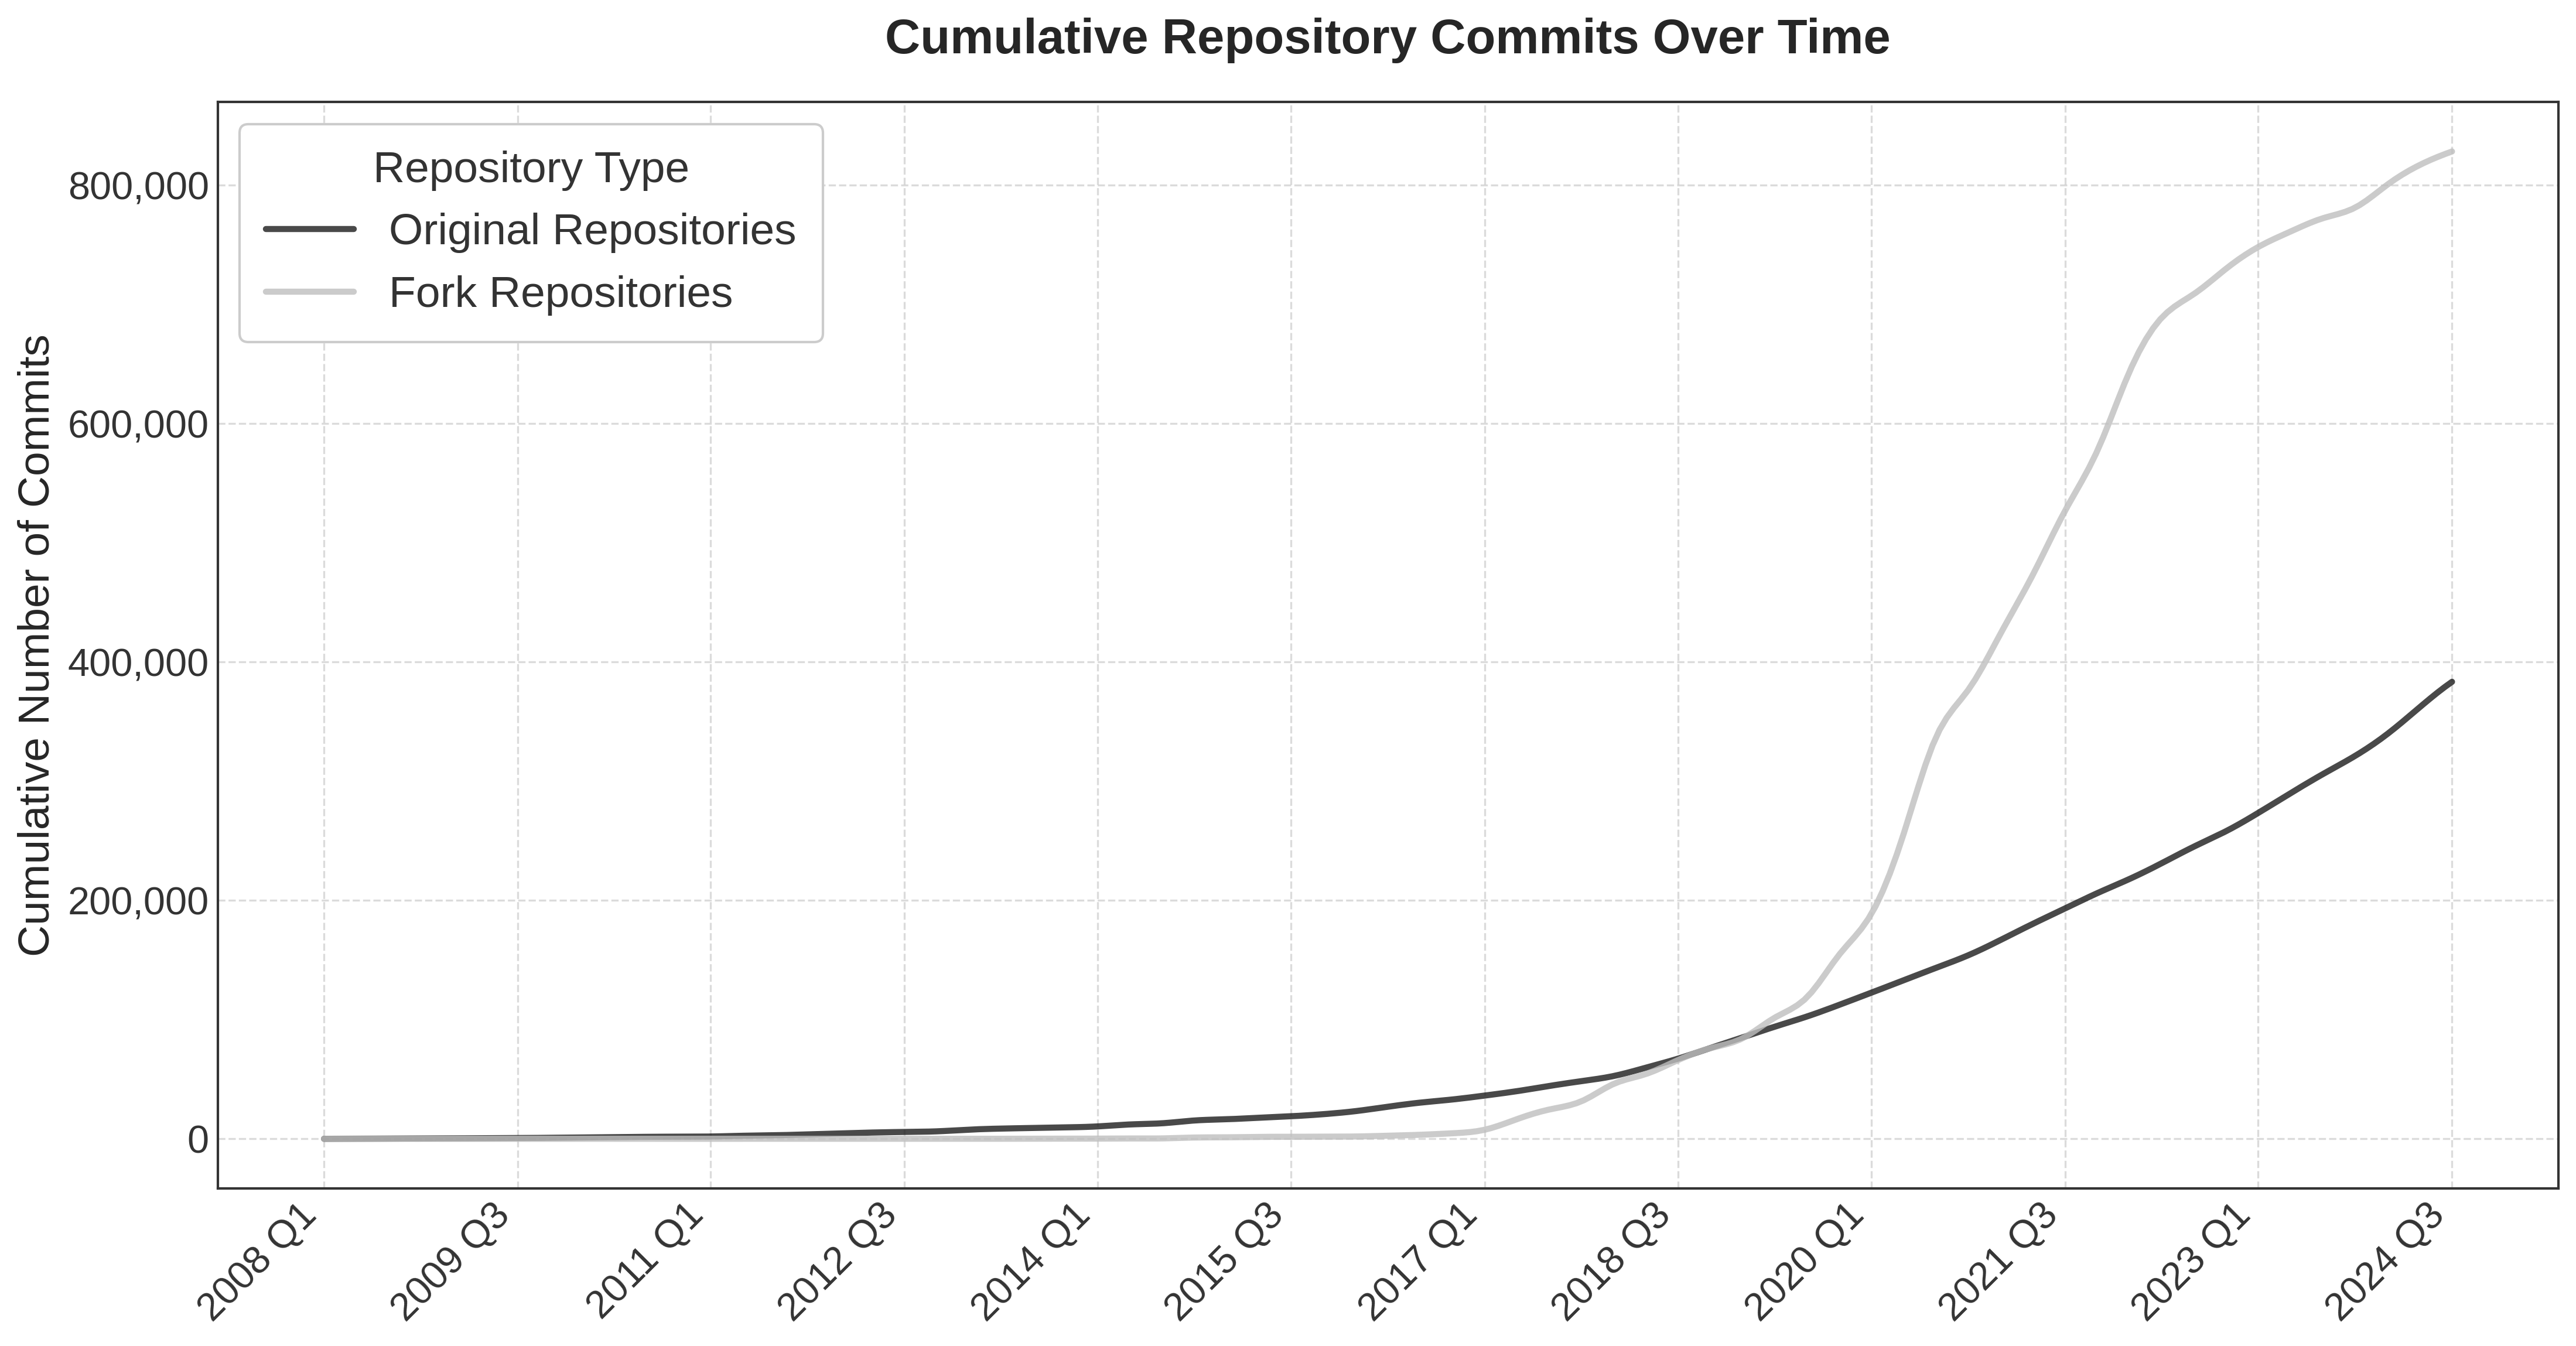 Cumulative Repository Commits Over Time
Repository Type
Original Repositories
Fork Repositories
Cumulative Number of Commits
800,000
600,000
400,000
200,000
0
2008 Q1
2009 Q3
2011 Q1
2012 Q3
2014 Q1
2015 Q3
2017 Q1
2018 Q3
2020 Q1
2021 Q3
2023 Q1
2024 Q3